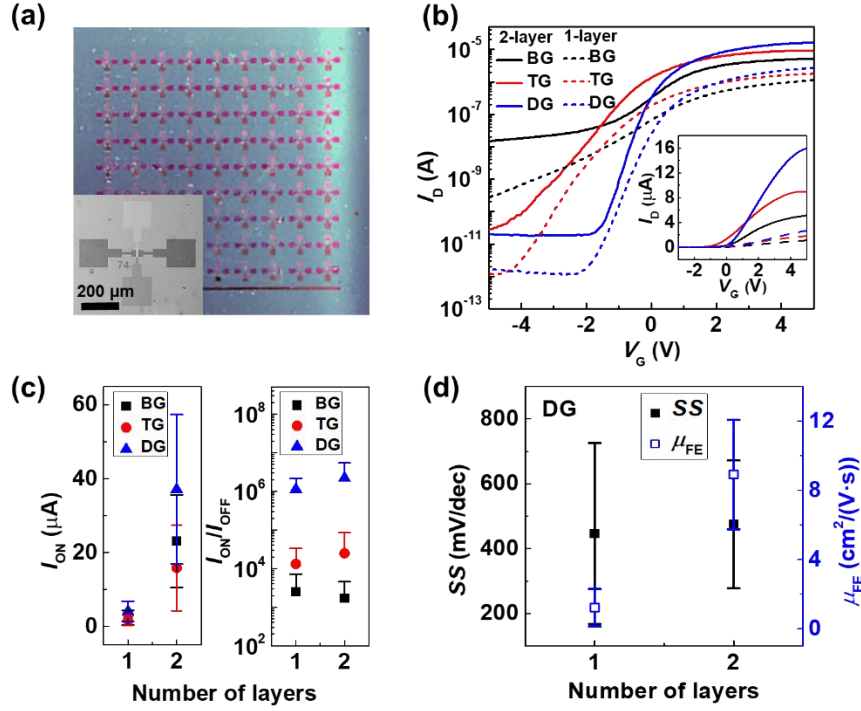 (a)
74
200 μm
(b)
2-layer 1-layer
BG BG
TG TG
DG DG
I_D (A)
10^-5
10^-7
10^-9
10^-11
10^-13
-4 -2 0 2 4
V_G (V)
I_D (μA)
16
12
8
4
0
-2 0 2 4
V_G (V)
(c)
I_ON (μA)
60
40
20
0
BG
TG
DG
1 2
I_ON/I_OFF
10^8
10^6
10^4
10^2
BG
TG
DG
1 2
Number of layers
(d)
DG
SS
μ_FE
SS (mV/dec)
800
600
400
200
μ_FE (cm²/(V·s))
12
8
4
0
1 2
Number of layers